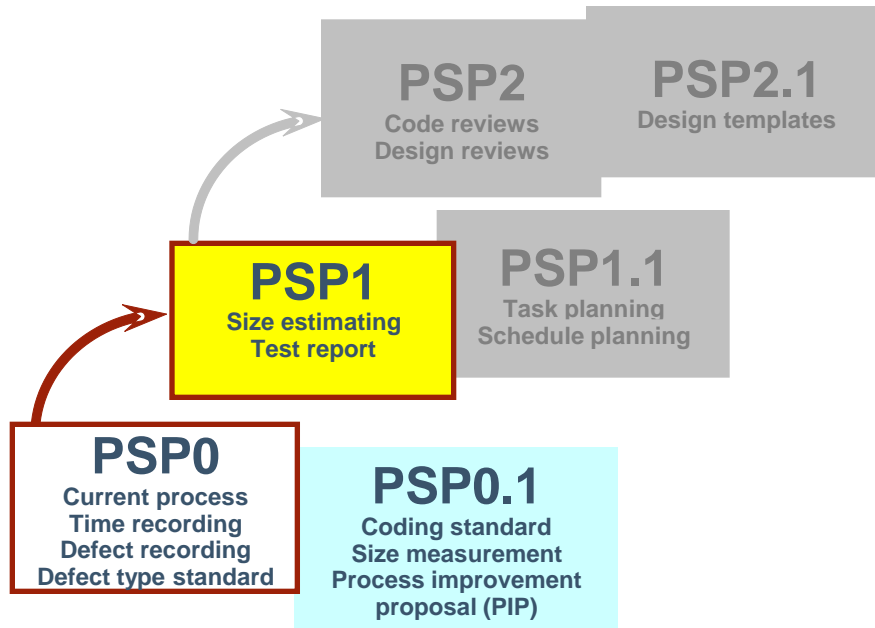 PSP2
Code reviews
Design reviews
PSP2.1
Design templates
PSP1
Size estimating
Test report
PSP1.1
Task planning
Schedule planning
PSP0
Current process
Time recording
Defect recording
Defect type standard
PSP0.1
Coding standard
Size measurement
Process improvement
proposal (PIP)